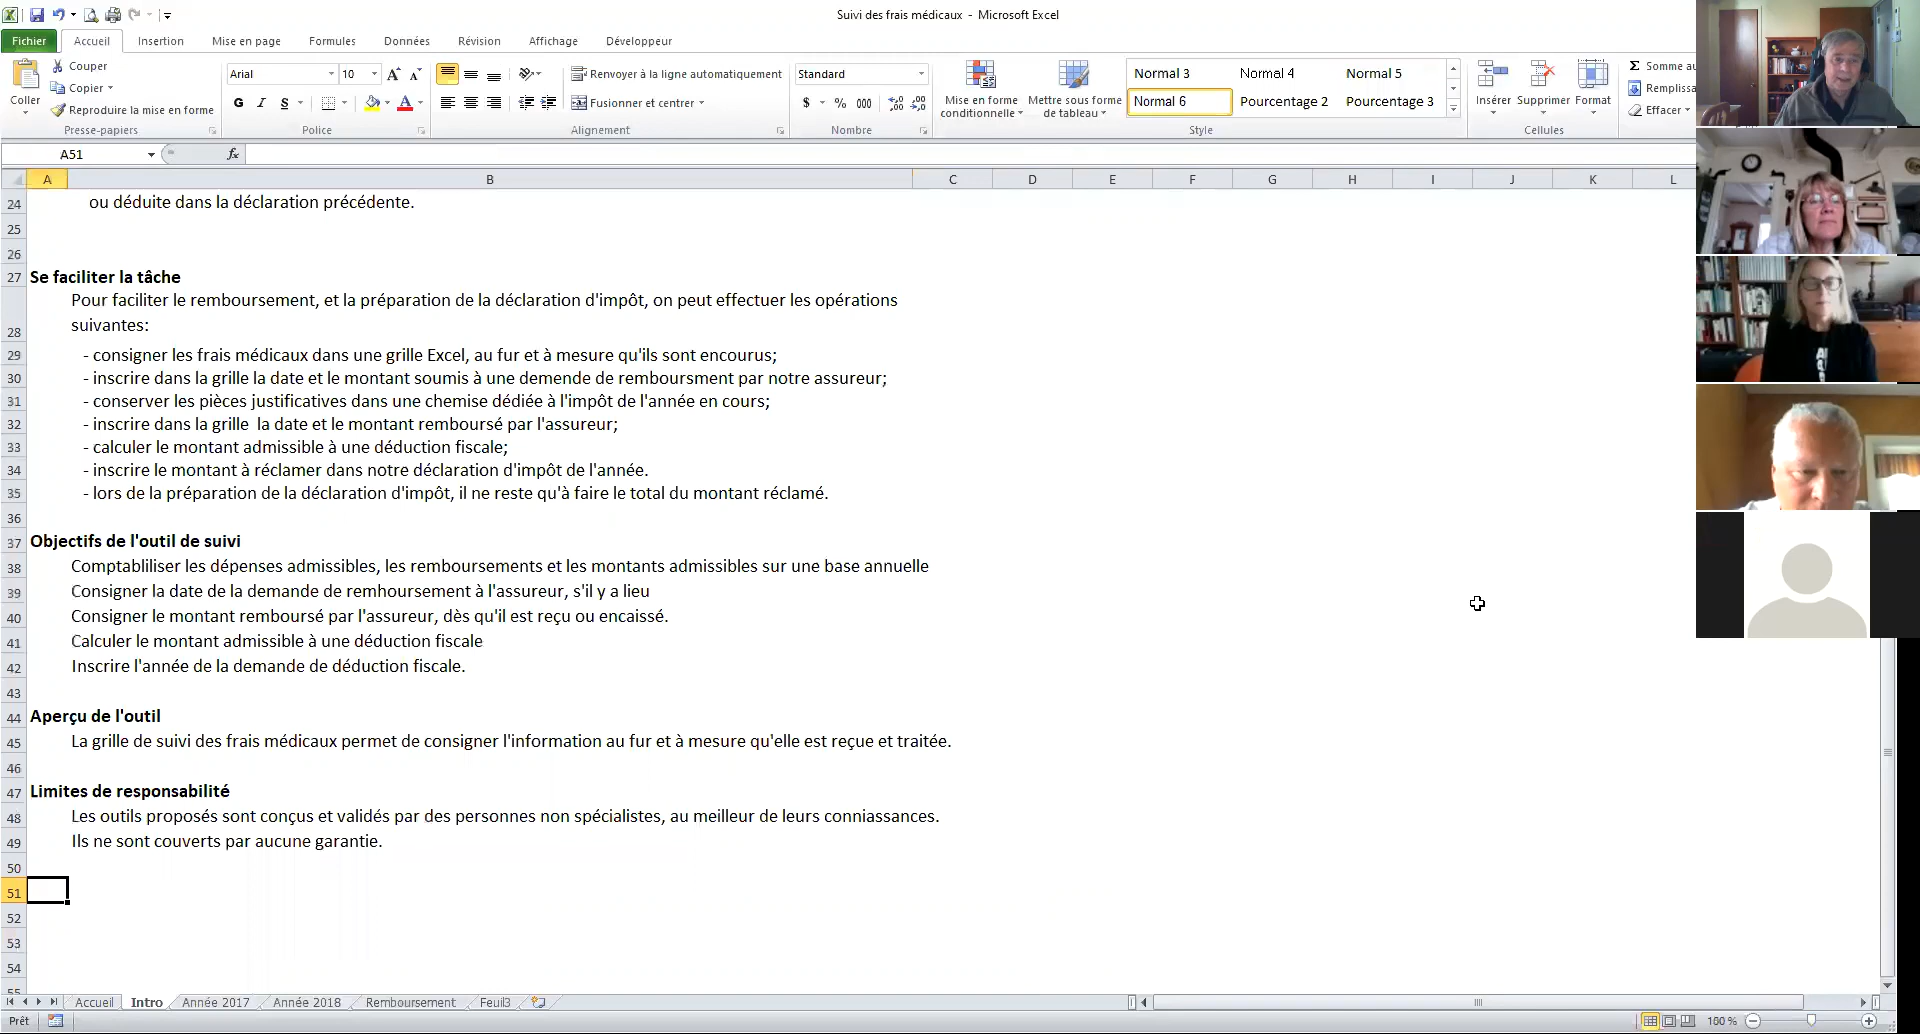 Suivi des frais médicaux - Microsoft Excel
Fichier Accueil Insertion Mise en page Formules Données Révision Affichage Développeur
Coller
Couper
Copier
Reproduire la mise en forme
Presse-papiers
Arial 10
G I S
Police
Renvoyer à la ligne automatiquement
Fusionner et centrer
Alignement
Standard
$ % 000
Nombre
Mise en forme conditionnelle
Mettre sous forme de tableau
Normal 3 Normal 4 Normal 5
Normal 6 Pourcentage 2 Pourcentage 3
Style
Insérer Supprimer Format
Cellules
Σ Somme au
Remplissa
Effacer
A51 fx
A B C D E F G H I J K L
24 ou déduite dans la déclaration précédente.
25
26
27 Se faciliter la tâche
Pour faciliter le remboursement, et la préparation de la déclaration d'impôt, on peut effectuer les opérations
28 suivantes:
29 - consigner les frais médicaux dans une grille Excel, au fur et à mesure qu'ils sont encourus;
30 - inscrire dans la grille la date et le montant soumis à une demende de remboursment par notre assureur;
31 - conserver les pièces justificatives dans une chemise dédiée à l'impôt de l'année en cours;
32 - inscrire dans la grille  la date et le montant remboursé par l'assureur;
33 - calculer le montant admissible à une déduction fiscale;
34 - inscrire le montant à réclamer dans notre déclaration d'impôt de l'année.
35 - lors de la préparation de la déclaration d'impôt, il ne reste qu'à faire le total du montant réclamé.
36
37 Objectifs de l'outil de suivi
38 Comptabliliser les dépenses admissibles, les remboursements et les montants admissibles sur une base annuelle
39 Consigner la date de la demande de remhoursement à l'assureur, s'il y a lieu
40 Consigner le montant remboursé par l'assureur, dès qu'il est reçu ou encaissé.
41 Calculer le montant admissible à une déduction fiscale
42 Inscrire l'année de la demande de déduction fiscale.
43
44 Aperçu de l'outil
45 La grille de suivi des frais médicaux permet de consigner l'information au fur et à mesure qu'elle est reçue et traitée.
46
47 Limites de responsabilité
48 Les outils proposés sont conçus et validés par des personnes non spécialistes, au meilleur de leurs conniassances.
49 Ils ne sont couverts par aucune garantie.
50
51
52
53
54
55
Accueil Intro Année 2017 Année 2018 Remboursement Feuil3
Prêt 100 %